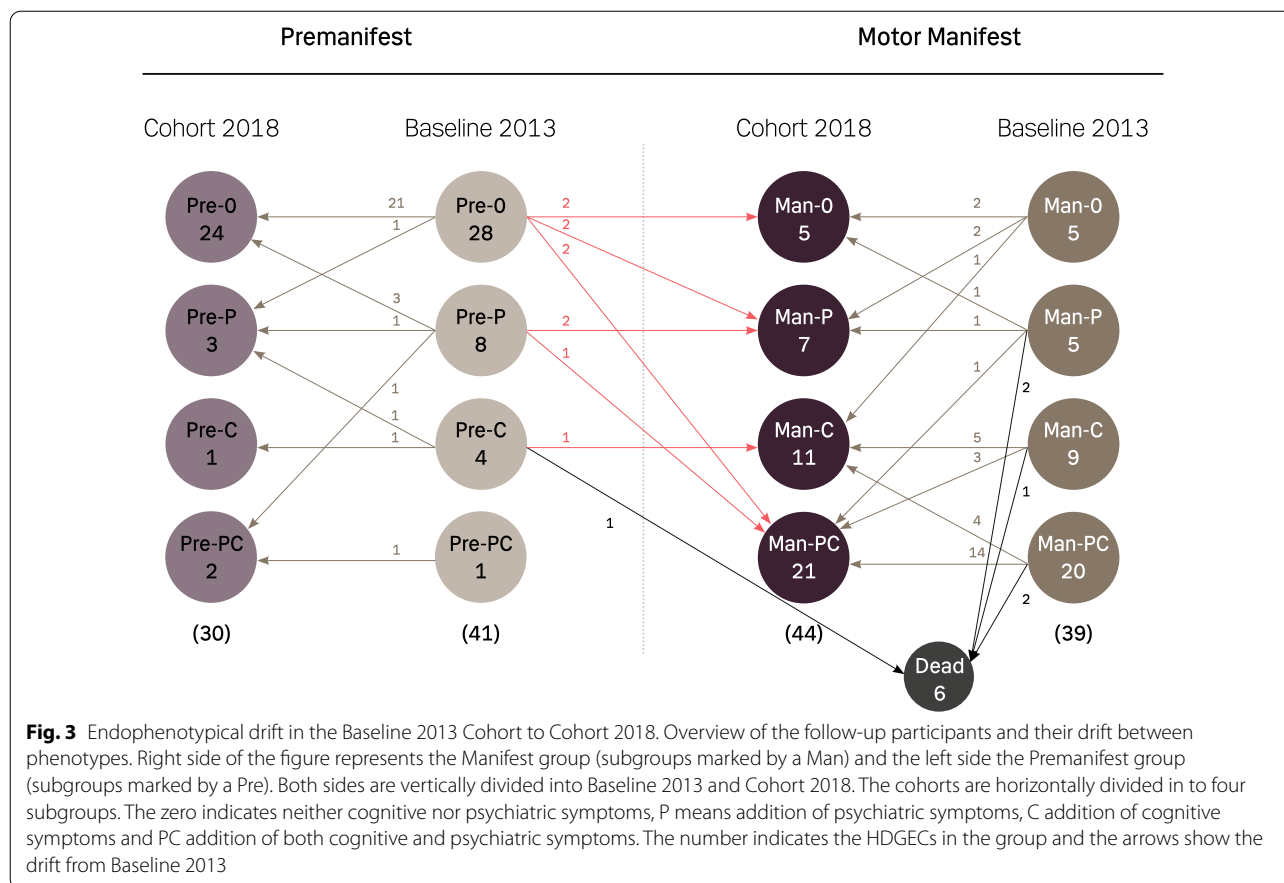 Premanifest
Motor Manifest
Cohort 2018
Baseline 2013
Cohort 2018
Baseline 2013
Pre-0
24
21
1
Pre-0
28
2
2
2
Man-0
5
2
2
1
Man-0
5
Pre-P
3
3
1
1
Pre-P
8
2
1
Man-P
7
1
1
1
Man-P
5
2
Pre-C
1
1
1
Pre-C
4
1
1
Man-C
11
5
3
4
Man-C
9
1
Pre-PC
2
1
Pre-PC
1
Man-PC
21
14
Man-PC
20
2
(30)
(41)
(44)
(39)
Dead
6
Fig. 3 Endophenotypical drift in the Baseline 2013 Cohort to Cohort 2018. Overview of the follow-up participants and their drift between
phenotypes. Right side of the figure represents the Manifest group (subgroups marked by a Man) and the left side the Premanifest group
(subgroups marked by a Pre). Both sides are vertically divided into Baseline 2013 and Cohort 2018. The cohorts are horizontally divided in to four
subgroups. The zero indicates neither cognitive nor psychiatric symptoms, P means addition of psychiatric symptoms, C addition of cognitive
symptoms and PC addition of both cognitive and psychiatric symptoms. The number indicates the HDGECs in the group and the arrows show the
drift from Baseline 2013